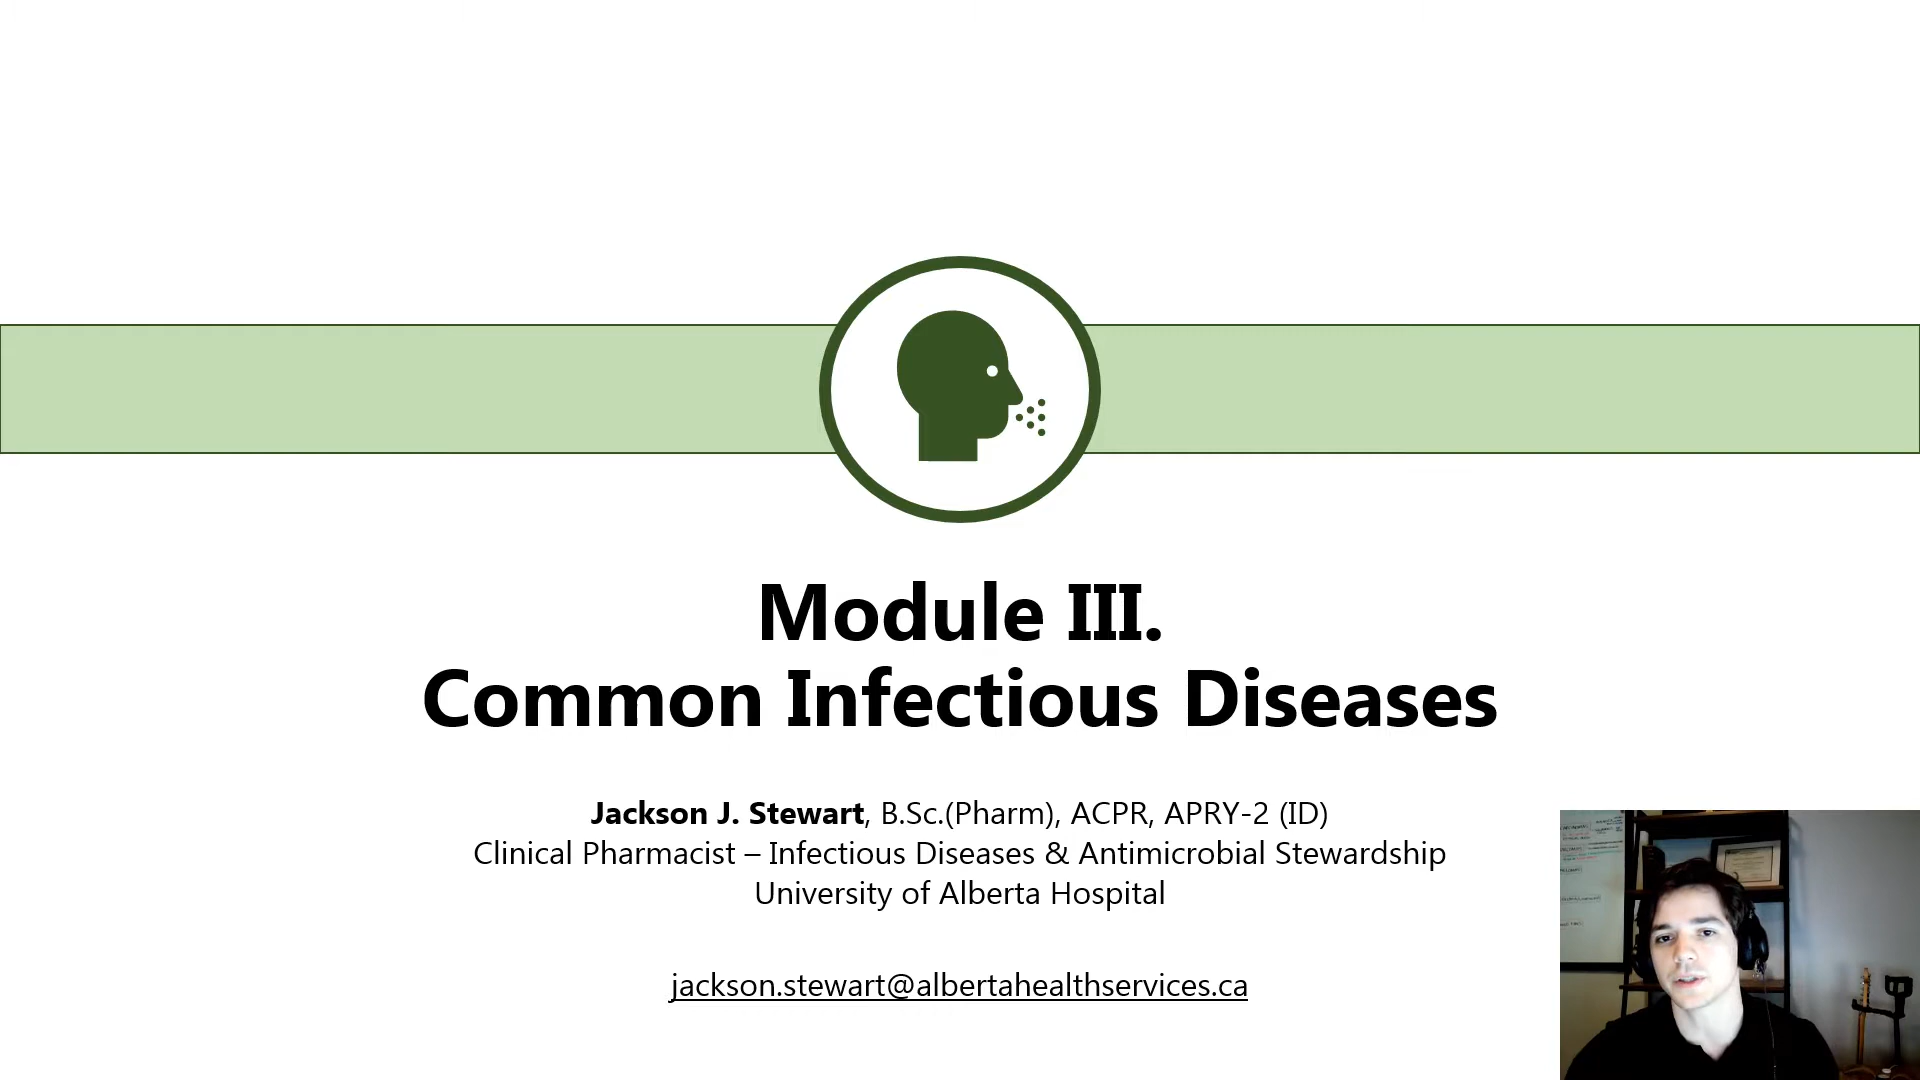 Module III.
Common Infectious Diseases
Jackson J. Stewart, B.Sc.(Pharm), ACPR, APRY-2 (ID)
Clinical Pharmacist – Infectious Diseases & Antimicrobial Stewardship
University of Alberta Hospital
jackson.stewart@albertahealthservices.ca